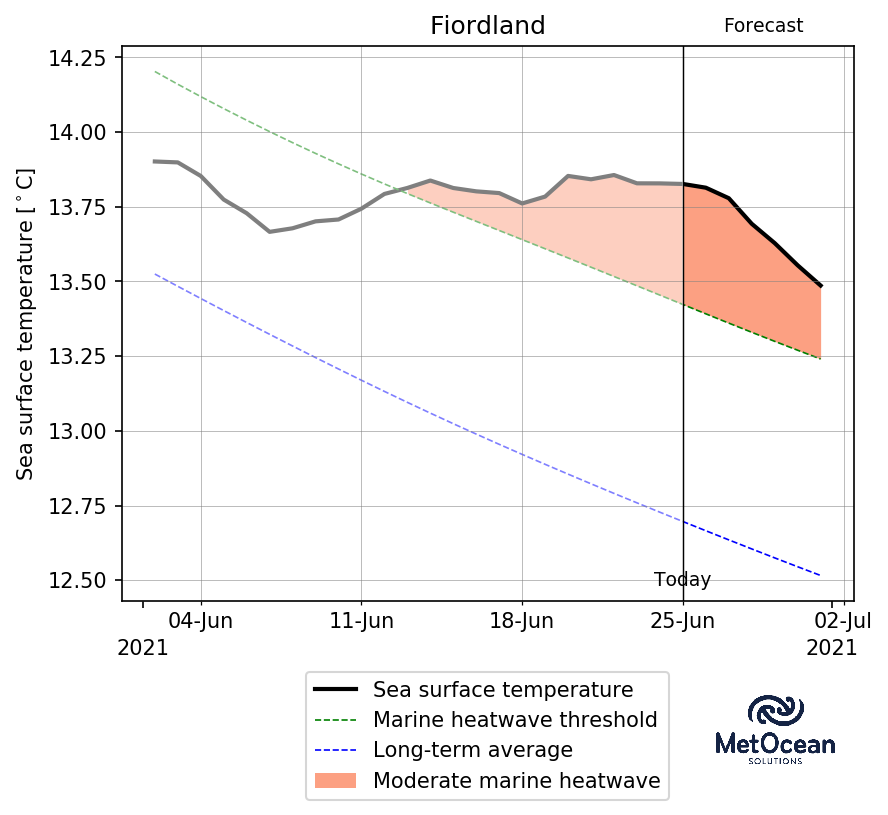 Fiordland
Forecast
Sea surface temperature [°C]
14.25
14.00
13.75
13.50
13.25
13.00
12.75
12.50
Today
04-Jun
11-Jun
18-Jun
25-Jun
02-Jul
2021
2021
Sea surface temperature
Marine heatwave threshold
Long-term average
Moderate marine heatwave
MetOcean
SOLUTIONS